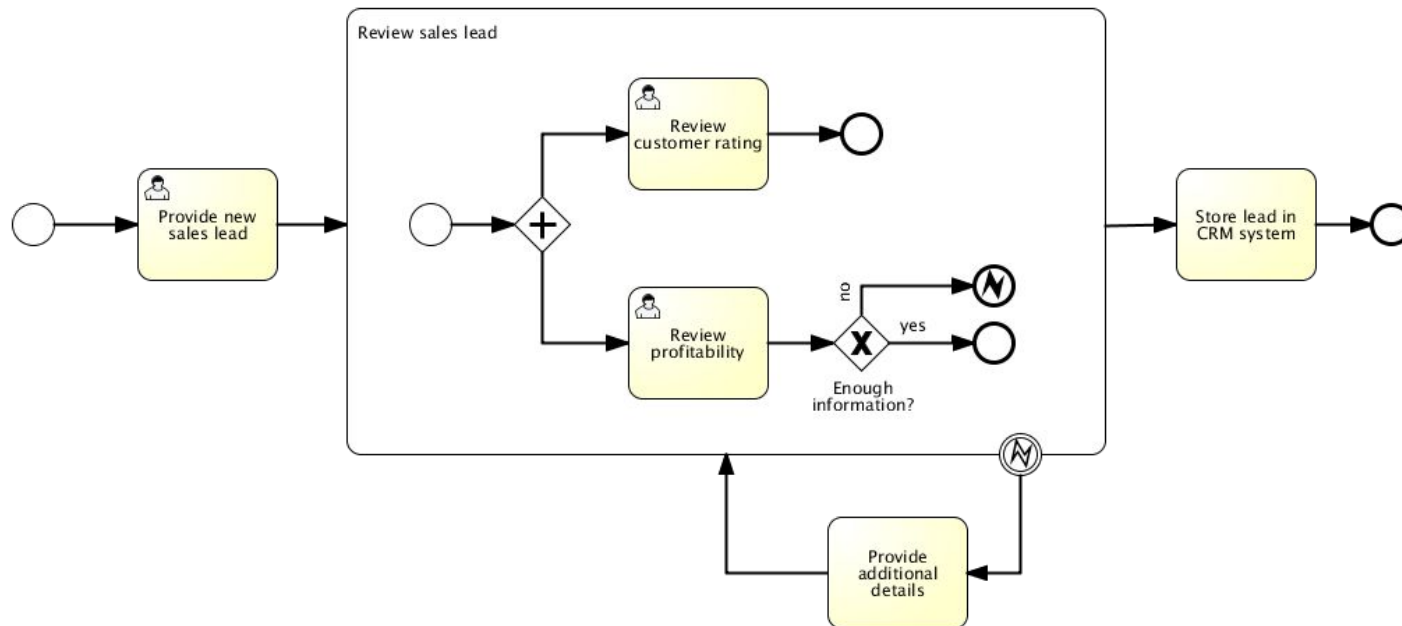 Review sales lead
Review
customer rating
Provide new
sales lead
Store lead in
CRM system
no
yes
Review
profitability
Enough
information?
Provide
additional
details